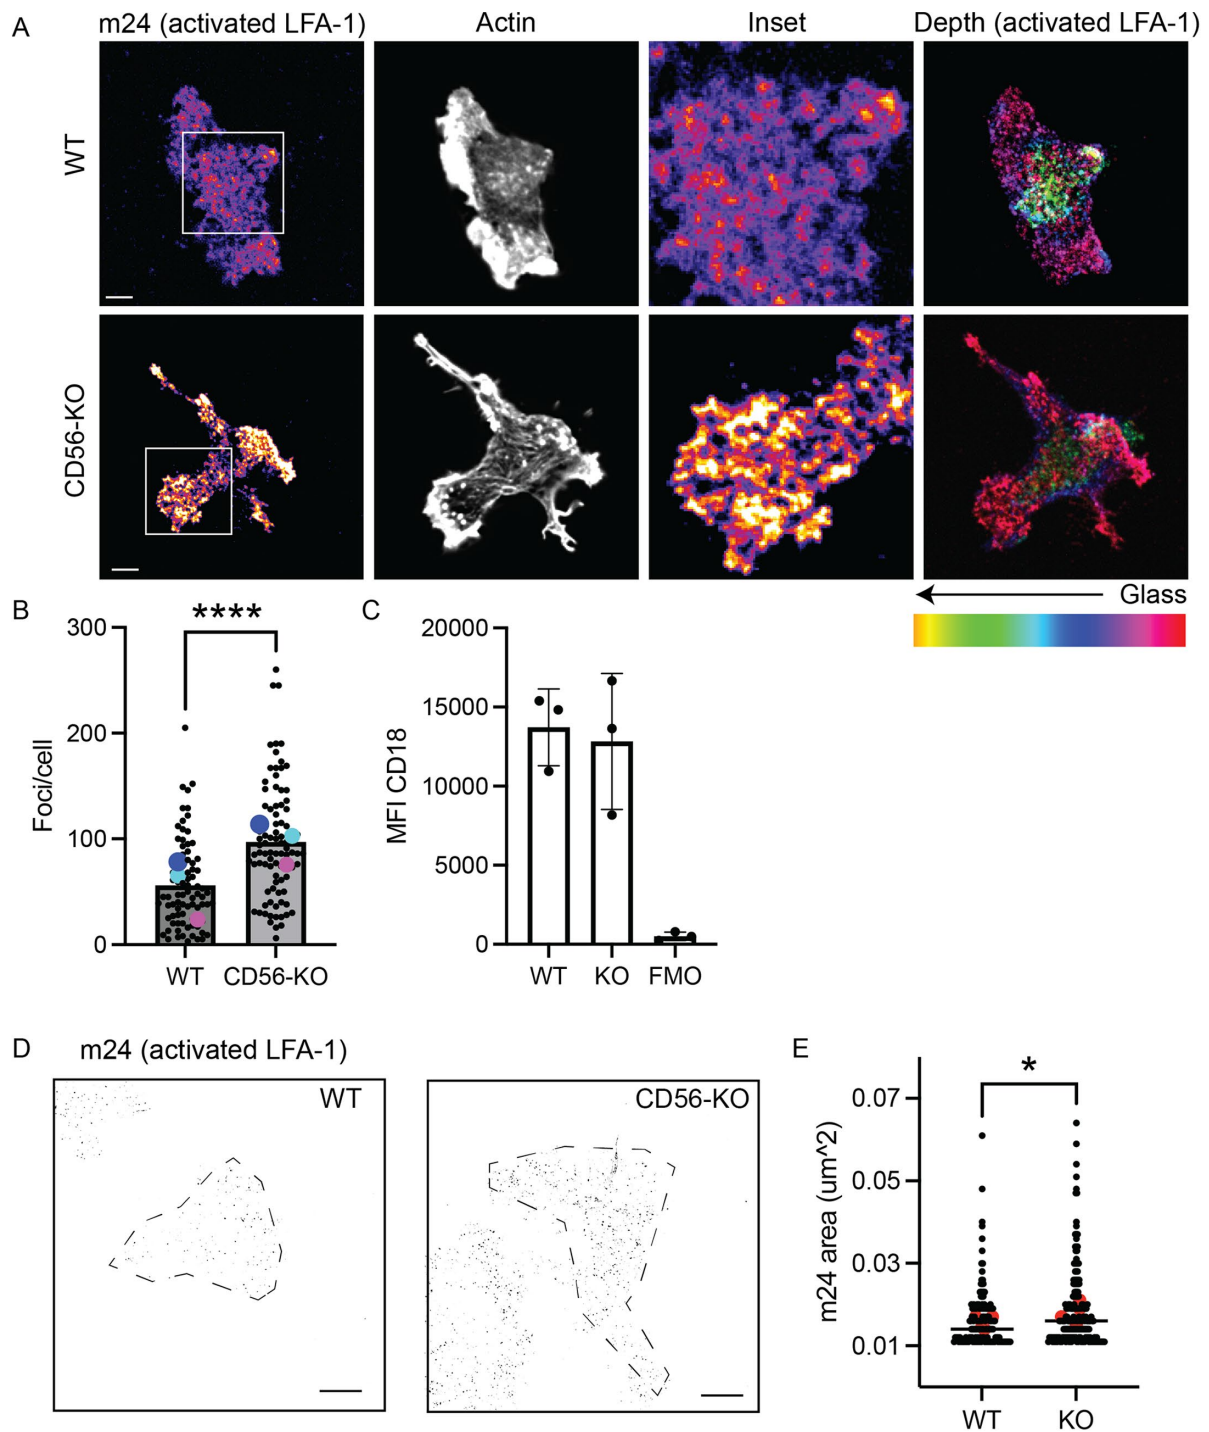 A
m24 (activated LFA-1)
Actin
Inset
Depth (activated LFA-1)
WT
CD56-KO
Glass
B
****
300
200
100
0
Foci/cell
WT
CD56-KO
C
20000
15000
10000
5000
0
MFI CD18
WT
KO
FMO
D
m24 (activated LFA-1)
WT
CD56-KO
E
*
0.07
0.05
0.03
0.01
m24 area (um^2)
WT
KO